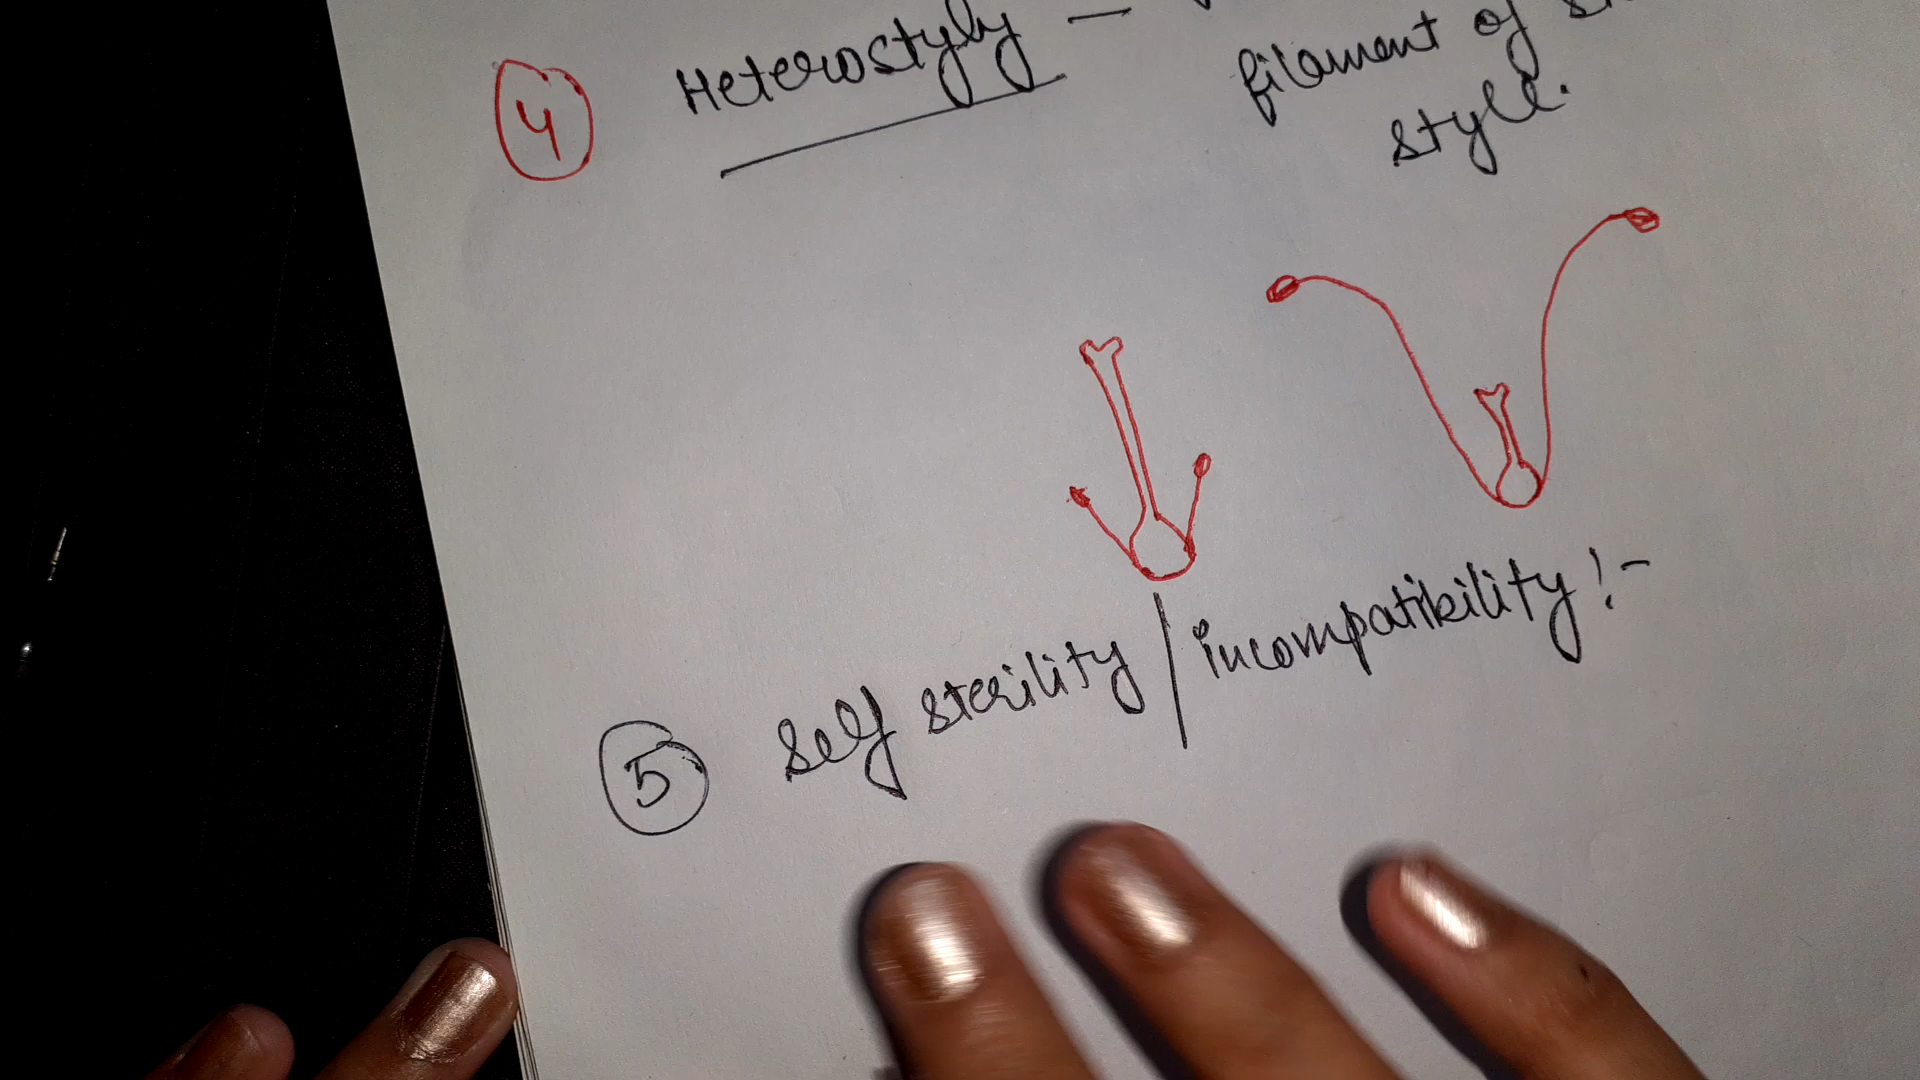 ④ Heterostyly —
filament of
style.
⑤ Self sterility / incompatibility :-